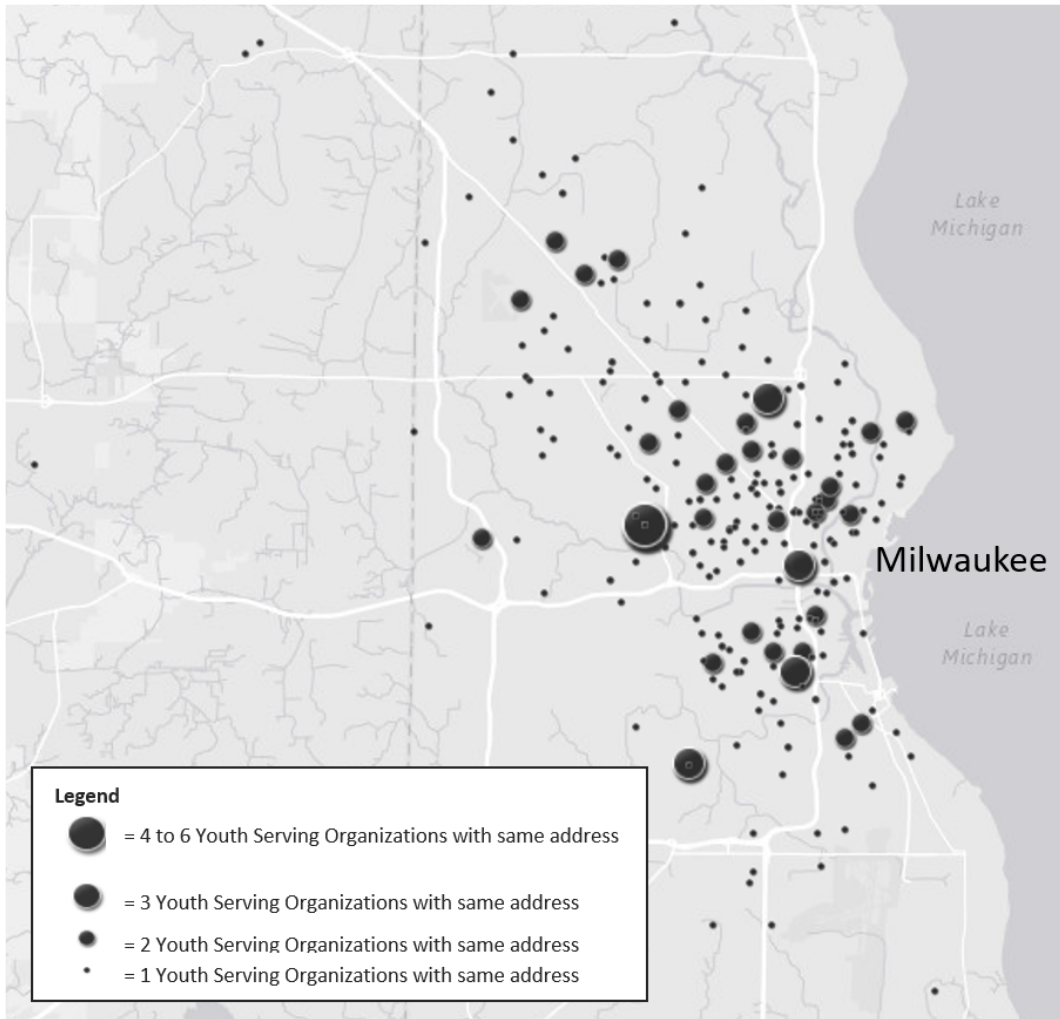 Lake
Michigan
Milwaukee
Lake
Michigan
Legend
= 4 to 6 Youth Serving Organizations with same address
= 3 Youth Serving Organizations with same address
= 2 Youth Serving Organizations with same address
= 1 Youth Serving Organizations with same address